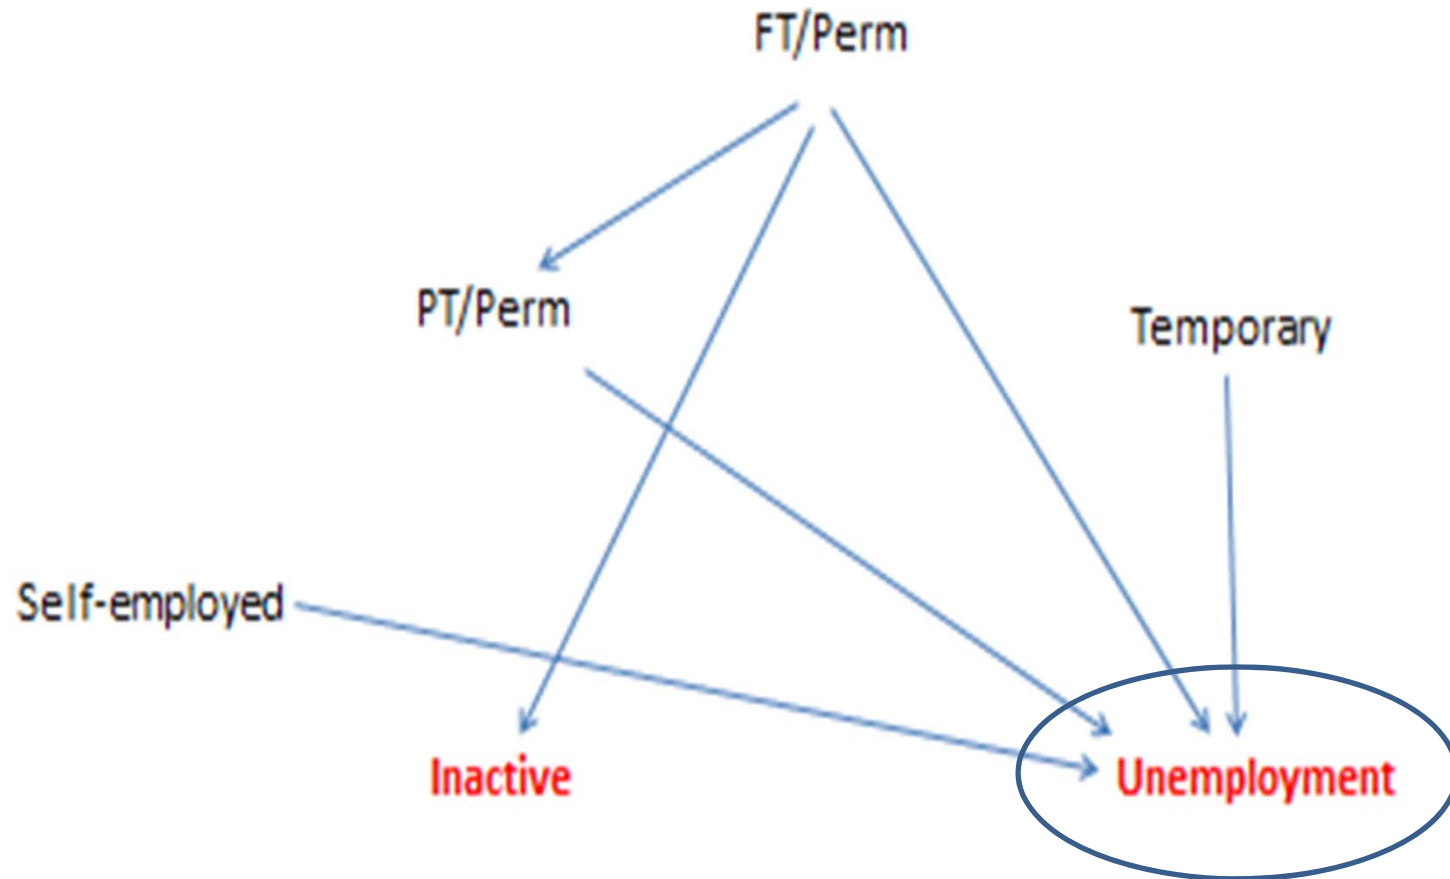 FT/Perm
PT/Perm
Temporary
Self-employed
Inactive
Unemployment